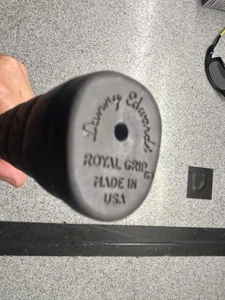 Danny Edwards
ROYAL GRIP
MADE IN
USA